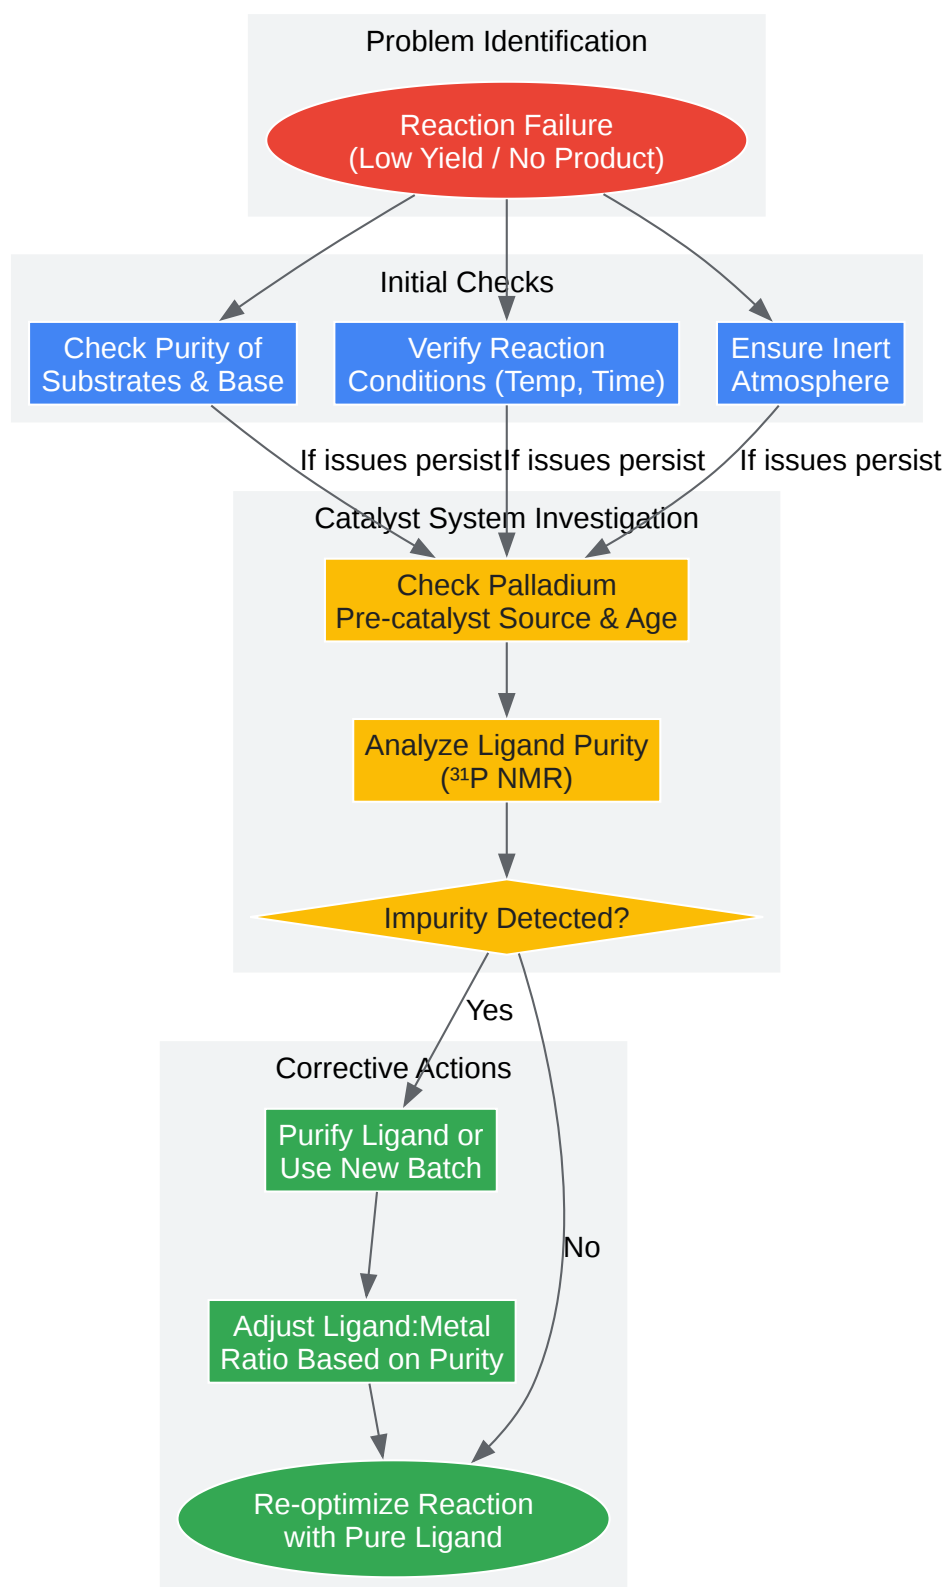 Problem Identification
Reaction Failure
(Low Yield / No Product)
Initial Checks
Check Purity of
Substrates & Base
Verify Reaction
Conditions (Temp, Time)
Ensure Inert
Atmosphere
If issues persist
If issues persist
If issues persist
Catalyst System Investigation
Check Palladium
Pre-catalyst Source & Age
Analyze Ligand Purity
(³¹P NMR)
Impurity Detected?
Yes
Corrective Actions
Purify Ligand or
Use New Batch
No
Adjust Ligand:Metal
Ratio Based on Purity
Re-optimize Reaction
with Pure Ligand